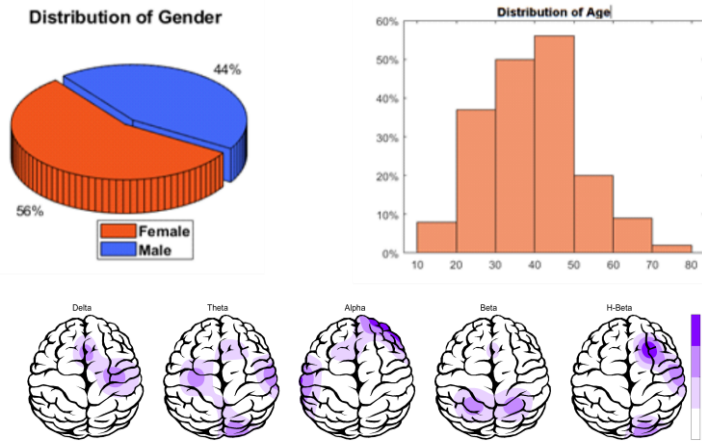 Distribution of Gender
44%
56%
Female
Male
Distribution of Age
60%
50%
40%
30%
20%
10%
0%
10 20 30 40 50 60 70 80
Delta Theta Alpha Beta H-Beta